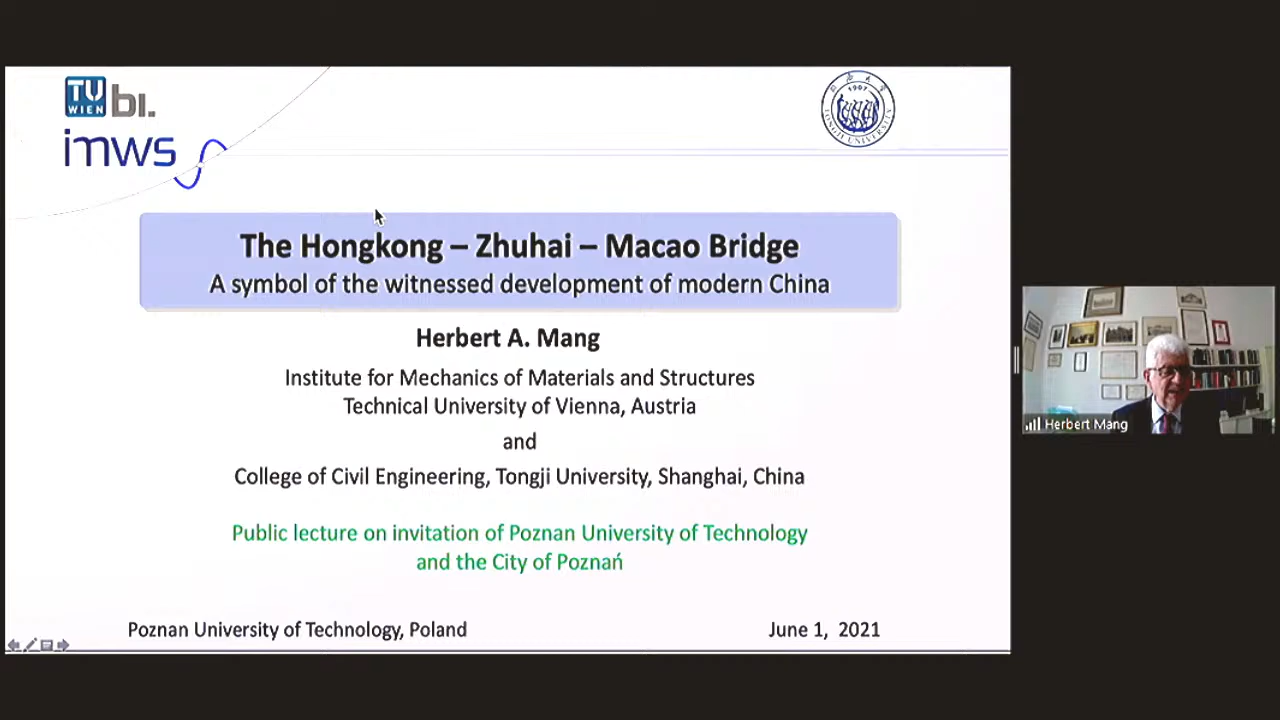 TU
WIEN
bi.
imws
1907
TONGJI UNIVERSITY
The Hongkong – Zhuhai – Macao Bridge
A symbol of the witnessed development of modern China
Herbert A. Mang
Institute for Mechanics of Materials and Structures
Technical University of Vienna, Austria
and
College of Civil Engineering, Tongji University, Shanghai, China
Public lecture on invitation of Poznan University of Technology
and the City of Poznań
Poznan University of Technology, Poland
June 1, 2021
Herbert Mang